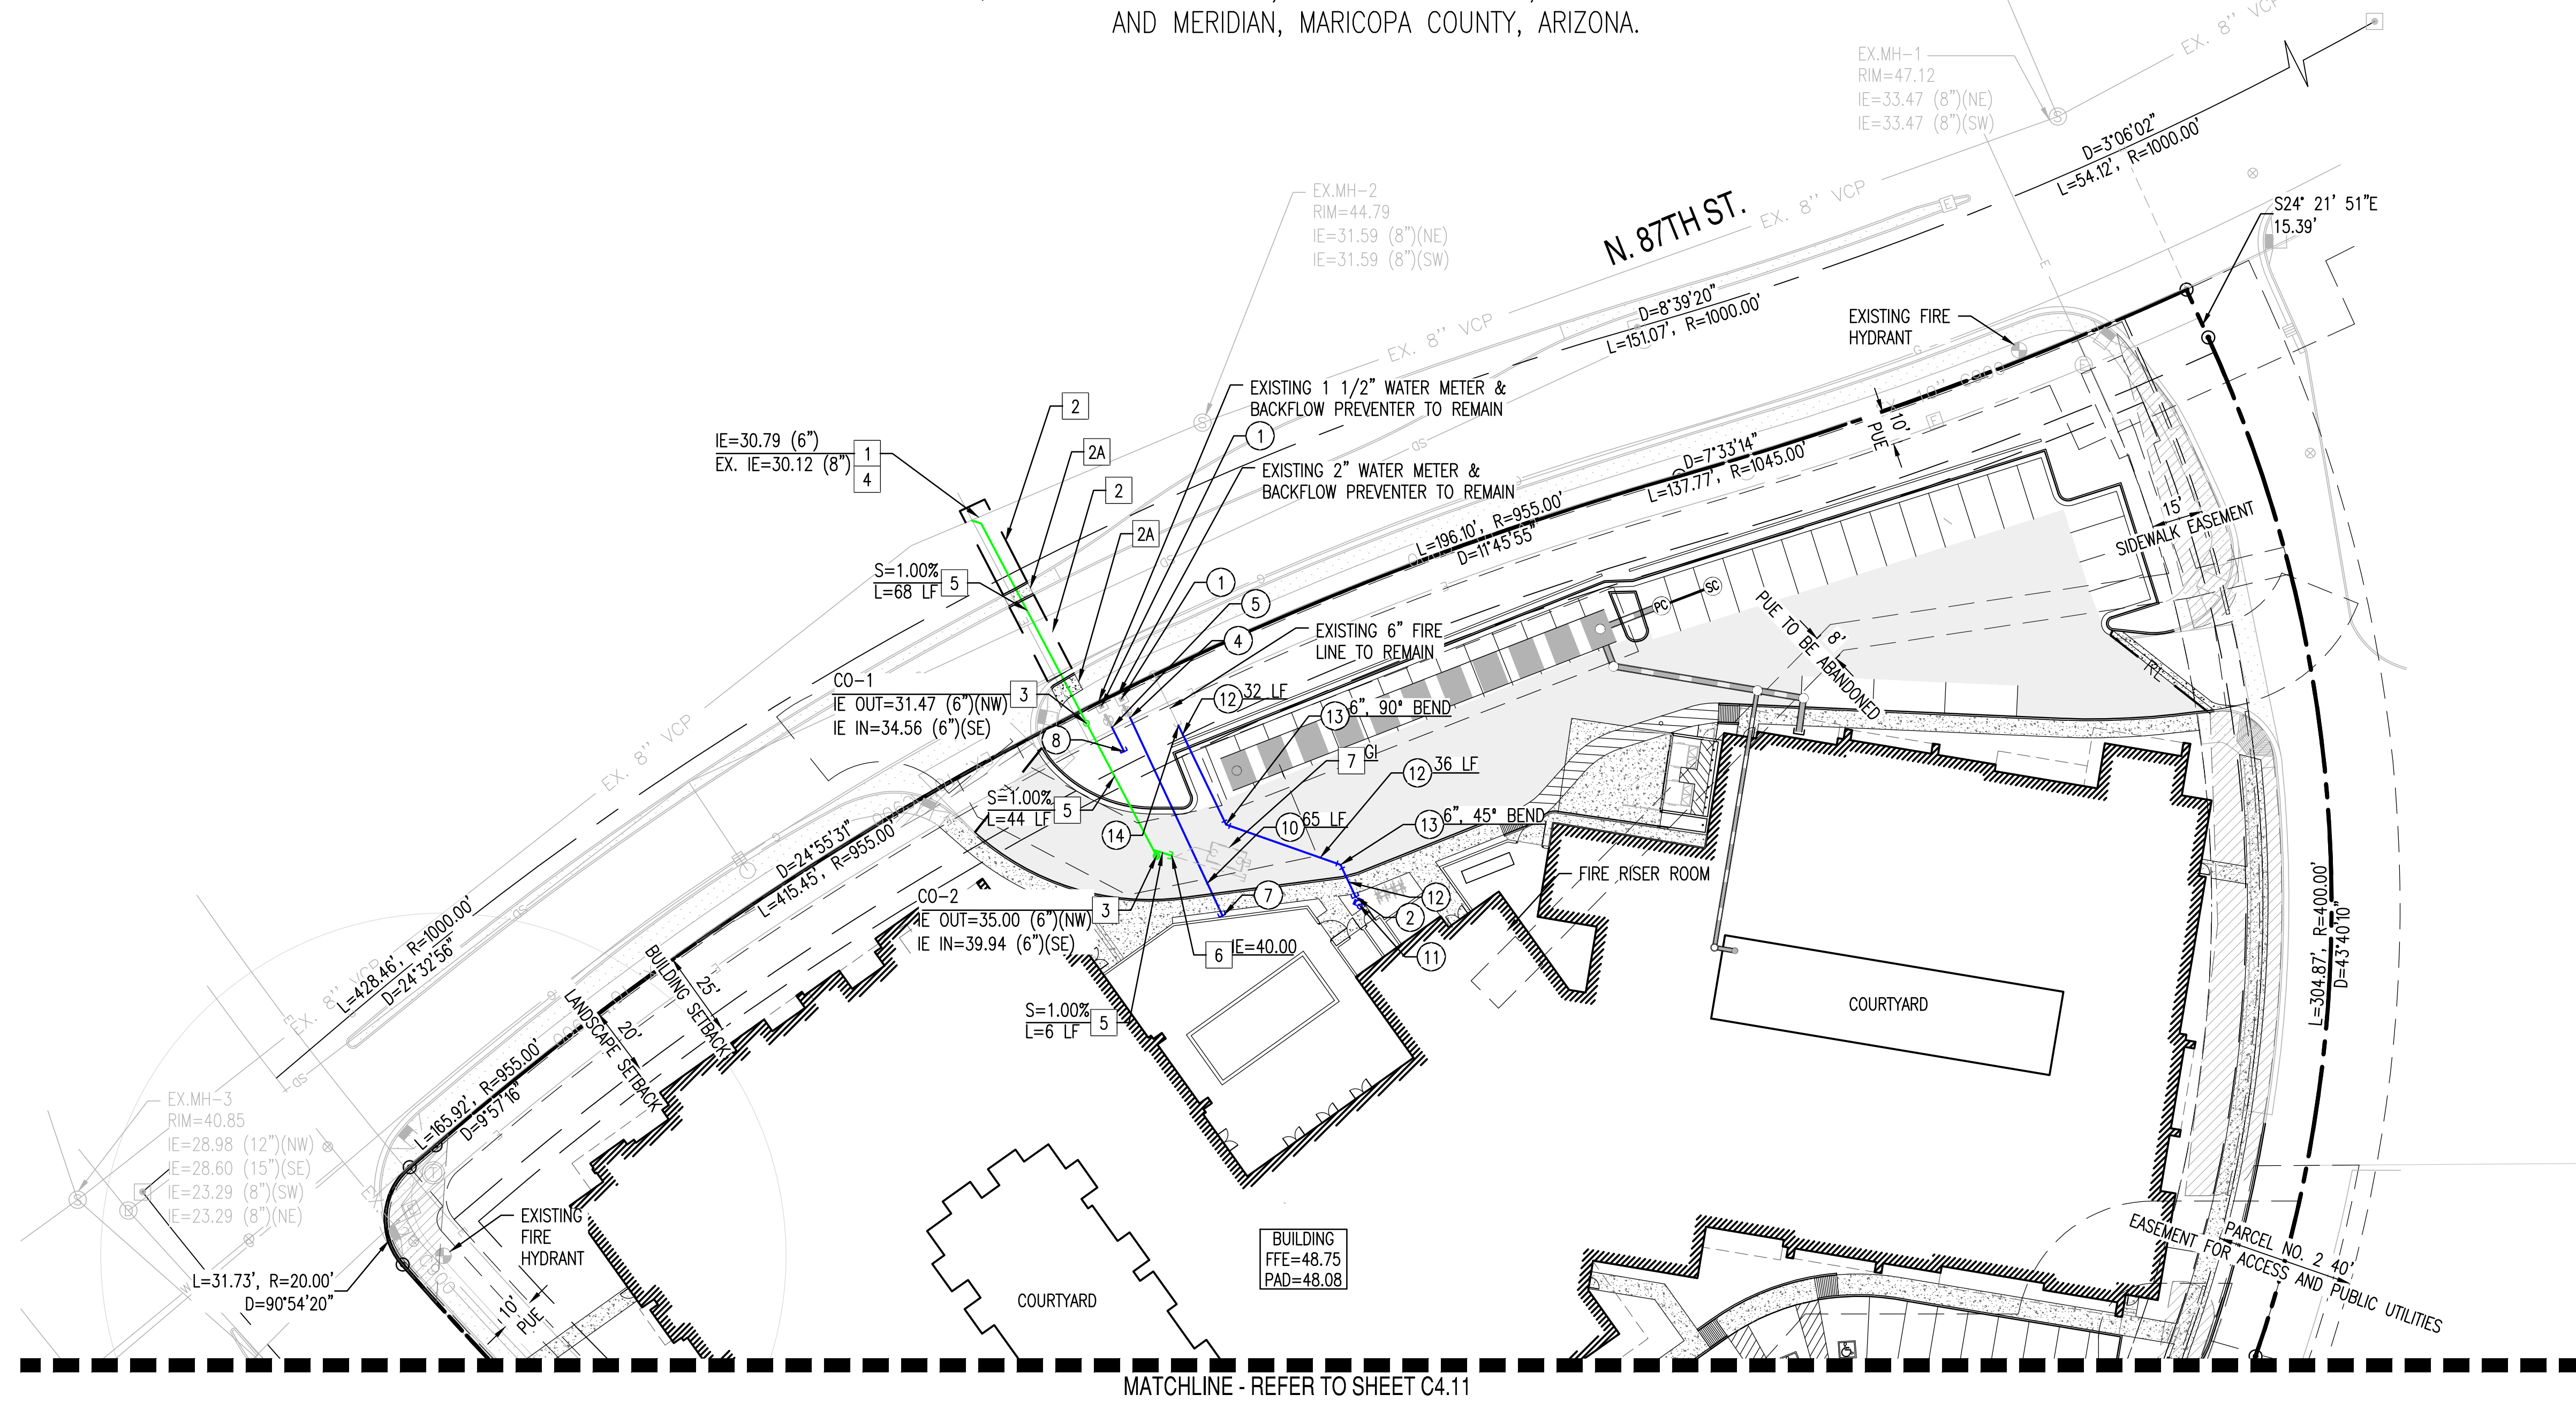 AND MERIDIAN, MARICOPA COUNTY, ARIZONA.
EX. 8" VCP
EX.MH-1
RIM=47.12
IE=33.47 (8")(NE)
IE=33.47 (8")(SW)
D=3°06'02"
L=54.12', R=1000.00'
EX.MH-2
RIM=44.79
IE=31.59 (8")(NE)
IE=31.59 (8")(SW)
N. 87TH ST.
EX. 8" VCP
S24° 21' 51"E
15.39'
E
EX. 8" VCP
D=8°39'20"
L=151.07', R=1000.00'
EXISTING FIRE
HYDRANT
EXISTING 1 1/2" WATER METER &
BACKFLOW PREVENTER TO REMAIN
2
1
2A
EXISTING 2" WATER METER &
BACKFLOW PREVENTER TO REMAIN
2
2A
IE=30.79 (6")
EX. IE=30.12 (8")
1
4
10'
PUE
D=7°33'14"
L=137.77', R=1045.00'
L=196.10', R=955.00'
D=11°45'55"
15'
SIDEWALK EASEMENT
S=1.00%
L=68 LF
5
1
5
4
EXISTING 6" FIRE
LINE TO REMAIN
PC
SC
8'
PUE TO BE ABANDONED
CO-1
IE OUT=31.47 (6")(NW)
IE IN=34.56 (6")(SE)
3
8
12
32 LF
13
6", 90° BEND
7
GI
12
36 LF
EX. 8" VCP
S=1.00%
L=44 LF
5
14
10
65 LF
13
6", 45° BEND
D=24°55'31"
L=415.45', R=955.00'
FIRE RISER ROOM
CO-2
IE OUT=35.00 (6")(NW)
IE IN=39.94 (6")(SE)
3
7
12
2
11
6
IE=40.00
S=1.00%
L=6 LF
5
EX. 8" VCP
L=428.46', R=1000.00'
D=24°32'56"
BUILDING SETBACK
25'
LANDSCAPE SETBACK
20'
COURTYARD
L=304.87', R=400.00'
D=43°40'10"
L=165.92', R=955.00'
D=9°57'16"
EX.MH-3
RIM=40.85
IE=28.98 (12")(NW)
IE=28.60 (15")(SE)
IE=23.29 (8")(SW)
IE=23.29 (8")(NE)
EXISTING
FIRE
HYDRANT
L=31.73', R=20.00'
D=90°54'20"
10'
PUE
COURTYARD
BUILDING
FFE=48.75
PAD=48.08
PARCEL NO. 2 40'
EASEMENT FOR ACCESS AND PUBLIC UTILITIES
MATCHLINE - REFER TO SHEET C4.11